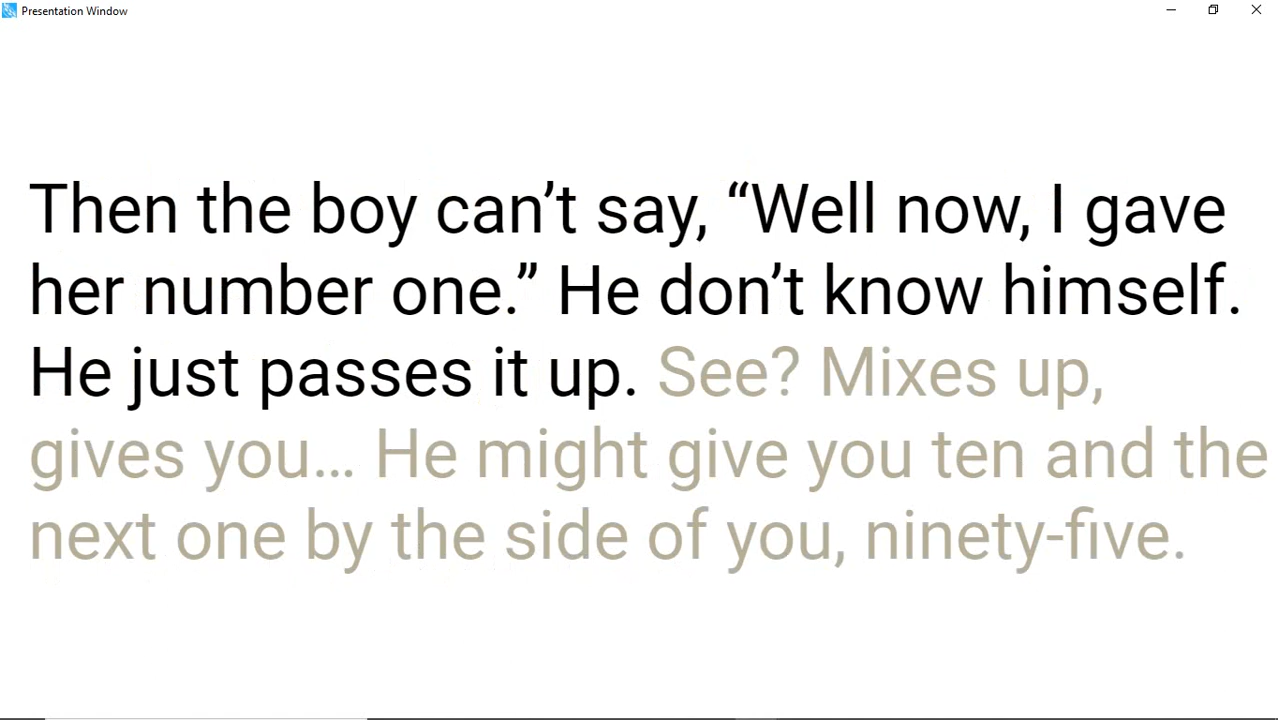 Presentation Window
Then the boy can’t say, “Well now, I gave
her number one.” He don’t know himself.
He just passes it up. See? Mixes up,
gives you… He might give you ten and the
next one by the side of you, ninety-five.